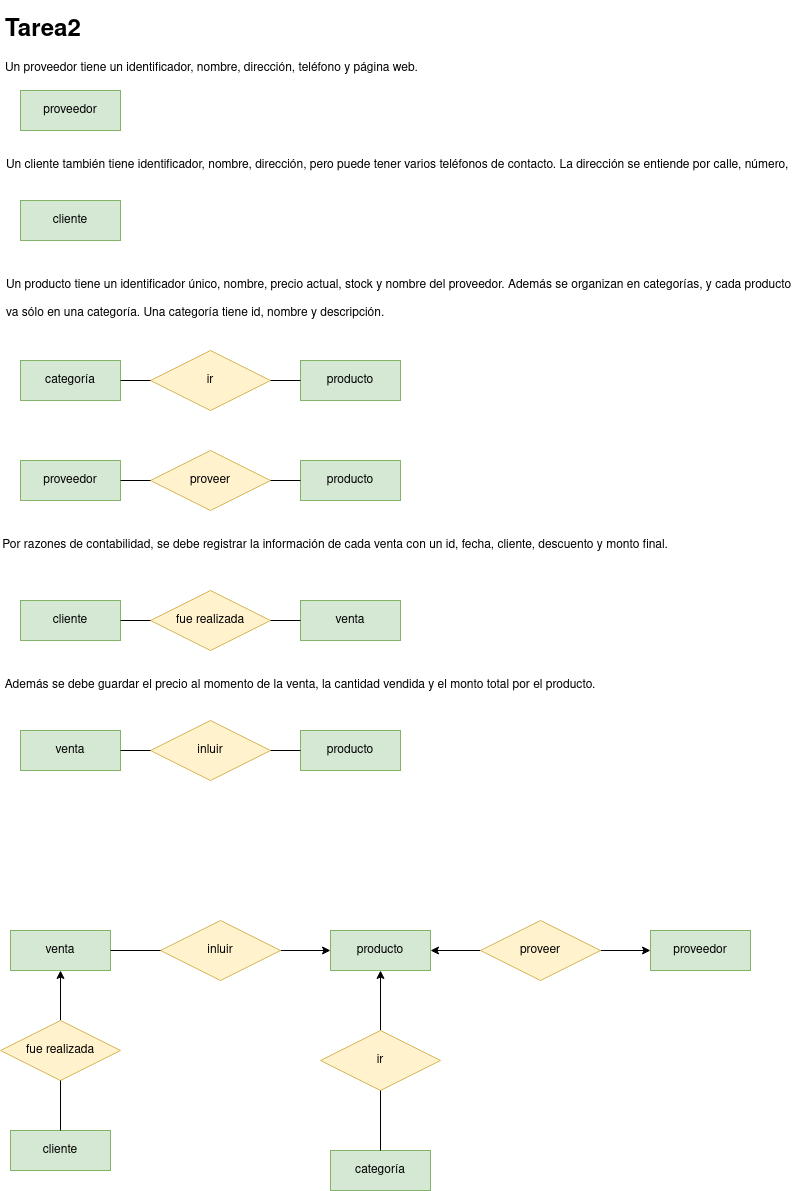 Tarea2
Un proveedor tiene un identificador, nombre, dirección, teléfono y página web.
proveedor
Un cliente también tiene identificador, nombre, dirección, pero puede tener varios teléfonos de contacto. La dirección se entiende por calle, número,
cliente
Un producto tiene un identificador único, nombre, precio actual, stock y nombre del proveedor. Además se organizan en categorías, y cada producto
va sólo en una categoría. Una categoría tiene id, nombre y descripción.
categoría ir producto
proveedor proveer producto
Por razones de contabilidad, se debe registrar la información de cada venta con un id, fecha, cliente, descuento y monto final.
cliente fue realizada venta
Además se debe guardar el precio al momento de la venta, la cantidad vendida y el monto total por el producto.
venta inluir producto
venta inluir producto proveer proveedor
fue realizada ir
cliente
categoría